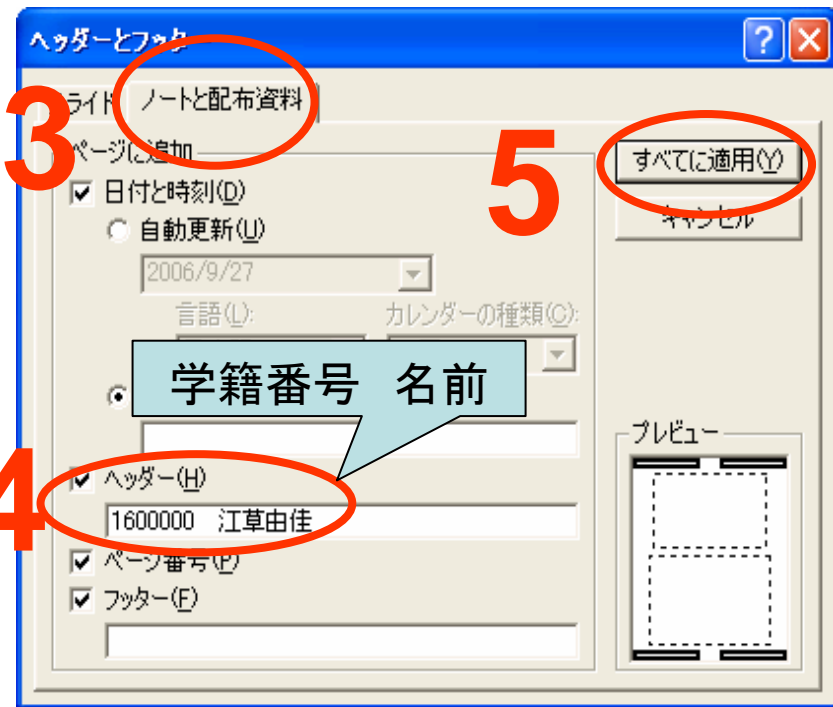 ヘッダーとフッター
3
ライド
ノートと配布資料
ページに追加
5
すべてに適用(Y)
日付と時刻(D)
キャンセル
自動更新(U)
2006/9/27
言語(L):
カレンダーの種類(C):
学籍番号 名前
プレビュー
4
ヘッダー(H)
1600000 江草由佳
ページ番号(P)
フッター(F)